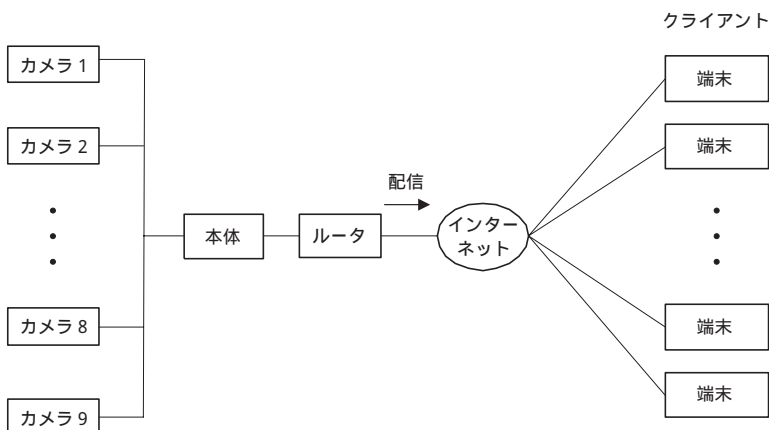 クライアント
カメラ 1
端末
カメラ 2
端末
配信
本体
ルータ
インター
ネット
カメラ 8
端末
カメラ 9
端末